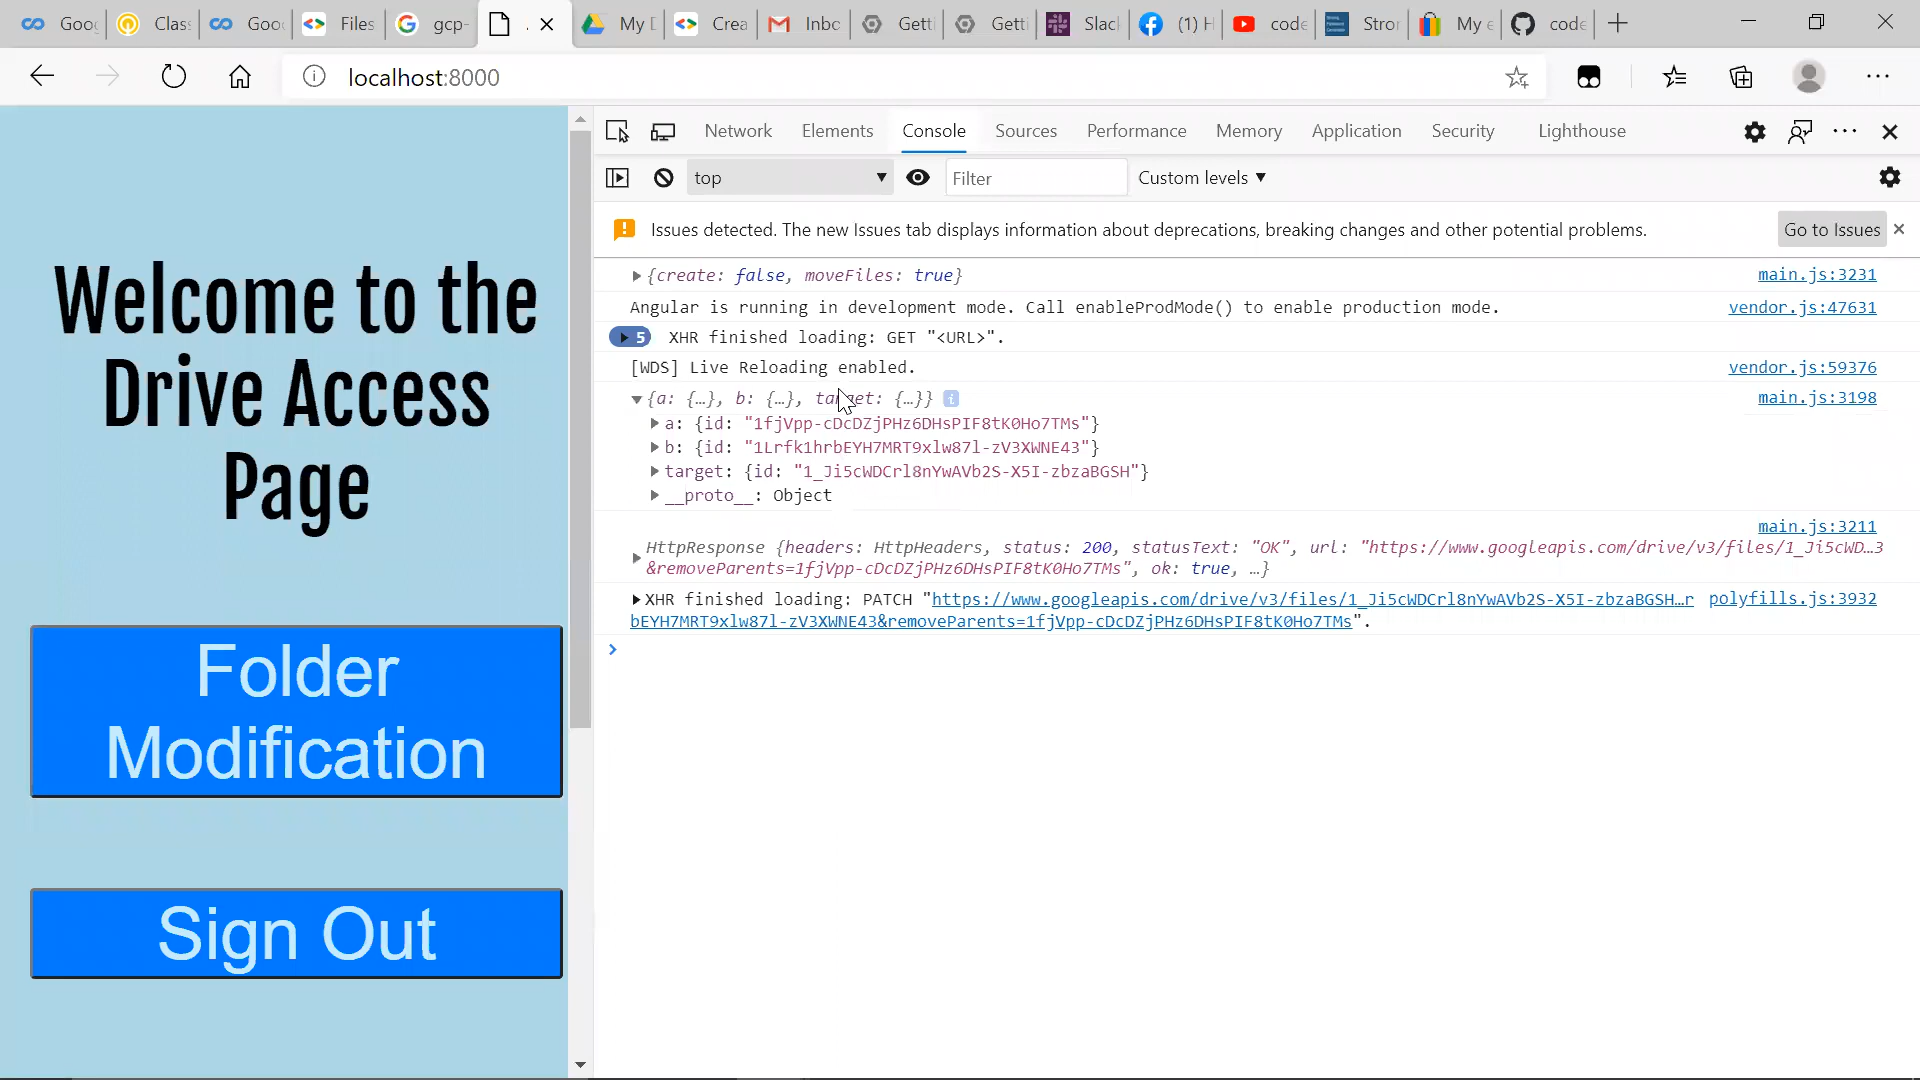 Goog
Class
Goo
Files
gcp-
.
My D
Crea
Inbo
Getti
Getti
Slack
(1) H
code
Stron
My e
code
localhost:8000
Network Elements Console Sources Performance Memory Application Security Lighthouse
top
Filter
Custom levels
Issues detected. The new Issues tab displays information about deprecations, breaking changes and other potential problems.
Go to Issues
{create: false, moveFiles: true}
main.js:3231
Angular is running in development mode. Call enableProdMode() to enable production mode.
vendor.js:47631
5 XHR finished loading: GET "<URL>".
[WDS] Live Reloading enabled.
vendor.js:59376
{a: {…}, b: {…}, target: {…}} i
main.js:3198
a: {id: "1fjVpp-cDcDZjPHz6DHsPIF8tK0Ho7TMs"}
b: {id: "1Lrfk1hrbEYH7MRT9xlw87l-zV3XWNE43"}
target: {id: "1_Ji5cWDCrl8nYwAVb2S-X5I-zbzaBGSH"}
__proto__: Object
main.js:3211
HttpResponse {headers: HttpHeaders, status: 200, statusText: "OK", url: "https://www.googleapis.com/drive/v3/files/1_Ji5cWD…3
&removeParents=1fjVpp-cDcDZjPHz6DHsPIF8tK0Ho7TMs", ok: true, …}
XHR finished loading: PATCH "https://www.googleapis.com/drive/v3/files/1_Ji5cWDCrl8nYwAVb2S-X5I-zbzaBGSH…r
polyfills.js:3932
bEYH7MRT9xlw87l-zV3XWNE43&removeParents=1fjVpp-cDcDZjPHz6DHsPIF8tK0Ho7TMs".
Welcome to the
Drive Access
Page
Folder
Modification
Sign Out